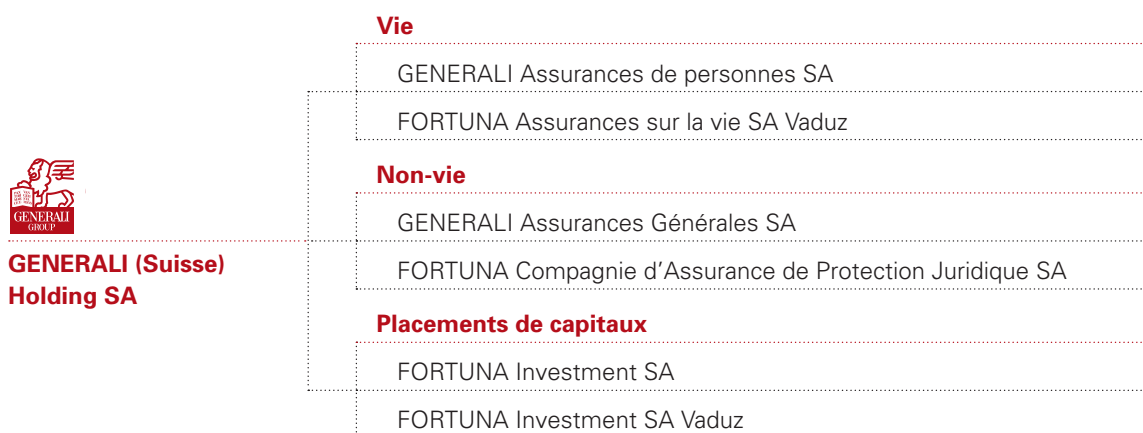 Vie
GENERALI Assurances de personnes SA
FORTUNA Assurances sur la vie SA Vaduz
Non-vie
GENERALI Assurances Générales SA
FORTUNA Compagnie d'Assurance de Protection Juridique SA
Placements de capitaux
FORTUNA Investment SA
FORTUNA Investment SA Vaduz
GENERALI
GROUP
GENERALI (Suisse)
Holding SA